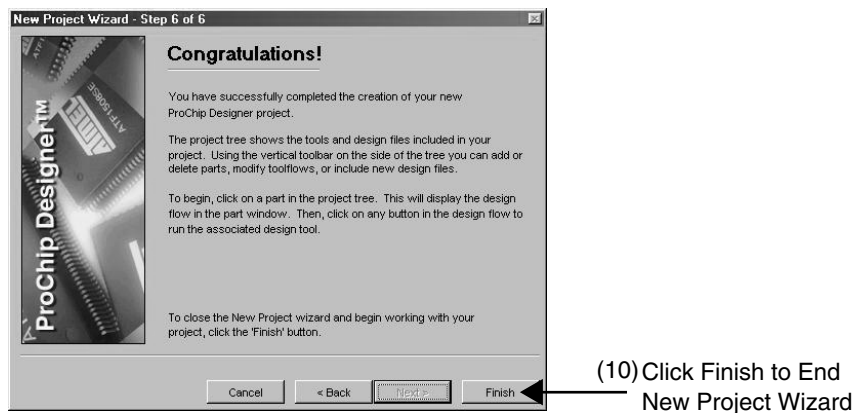 New Project Wizard - Step 6 of 6
Congratulations!
You have successfully completed the creation of your new
ProChip Designer project.
The project tree shows the tools and design files included in your
project. Using the vertical toolbar on the side of the tree you can add or
delete parts, modify toolflows, or include new design files.
To begin, click on a part in the project tree. This will display the design
flow in the part window. Then, click on any button in the design flow to
run the associated design tool.
To close the New Project wizard and begin working with your
project, click the 'Finish' button.
ProChip Designer™
ATMEL
ATF1508SE
Cancel
< Back
Next >
Finish
(10) Click Finish to End
New Project Wizard